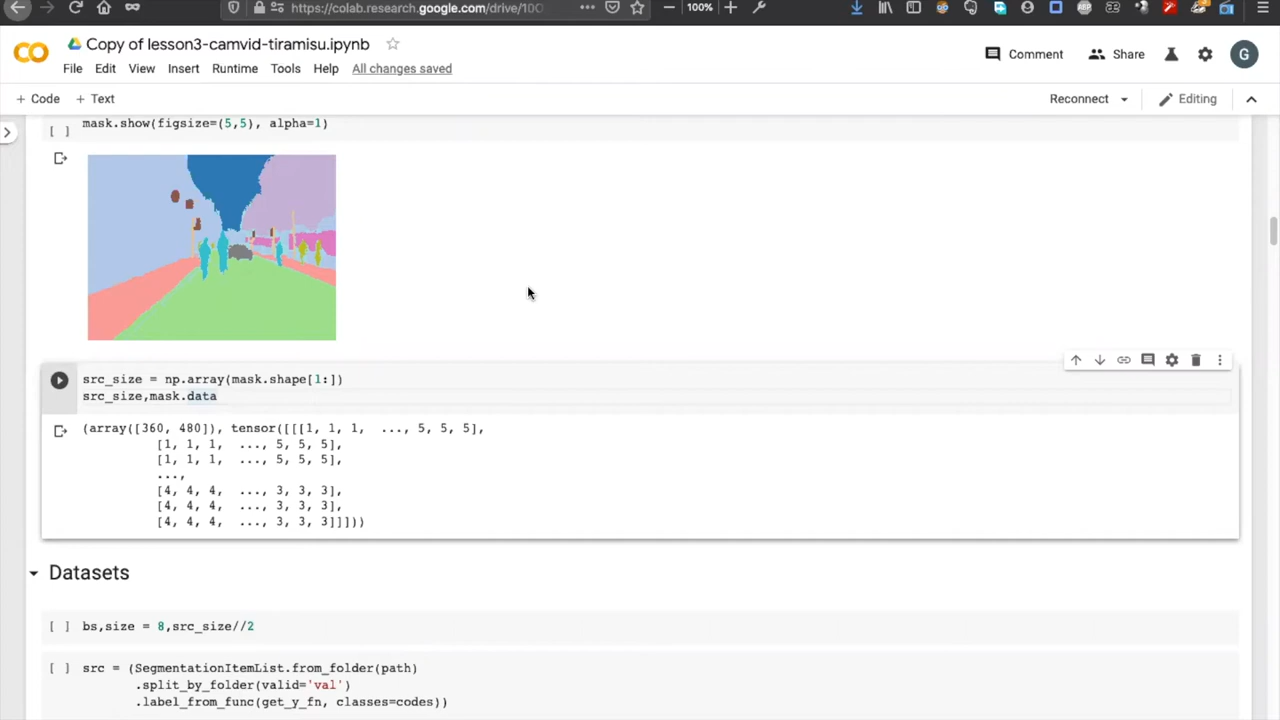 https://colab.research.google.com/drive/100
100%
Copy of lesson3-camvid-tiramisu.ipynb
Comment
Share
G
File Edit View Insert Runtime Tools Help All changes saved
+ Code + Text
Reconnect
Editing
[ ] mask.show(figsize=(5,5), alpha=1)
src_size = np.array(mask.shape[1:])
src_size,mask.data
(array([360, 480]), tensor([[[1, 1, 1, ..., 5, 5, 5],
[1, 1, 1, ..., 5, 5, 5],
[1, 1, 1, ..., 5, 5, 5],
...,
[4, 4, 4, ..., 3, 3, 3],
[4, 4, 4, ..., 3, 3, 3],
[4, 4, 4, ..., 3, 3, 3]]]))
Datasets
[ ] bs,size = 8,src_size//2
[ ] src = (SegmentationItemList.from_folder(path)
.split_by_folder(valid='val')
.label_from_func(get_y_fn, classes=codes))